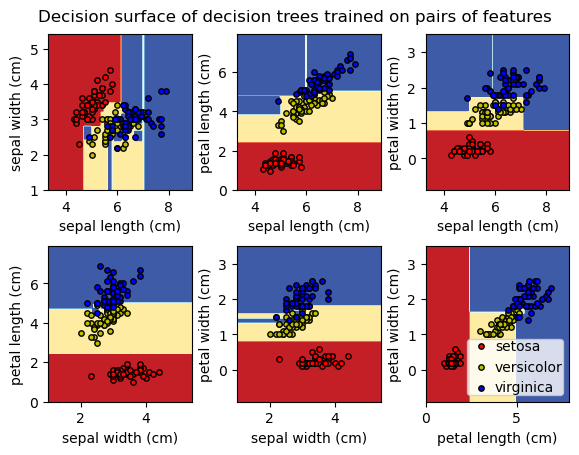 Decision surface of decision trees trained on pairs of features
5
4
3
2
1
sepal width (cm)
4
6
8
sepal length (cm)
6
4
2
0
petal length (cm)
4
6
8
sepal length (cm)
3
2
1
0
petal width (cm)
4
6
8
sepal length (cm)
6
4
2
0
petal length (cm)
2
4
sepal width (cm)
3
2
1
0
petal width (cm)
2
4
sepal width (cm)
3
2
1
0
petal width (cm)
0
5
petal length (cm)
setosa
versicolor
virginica